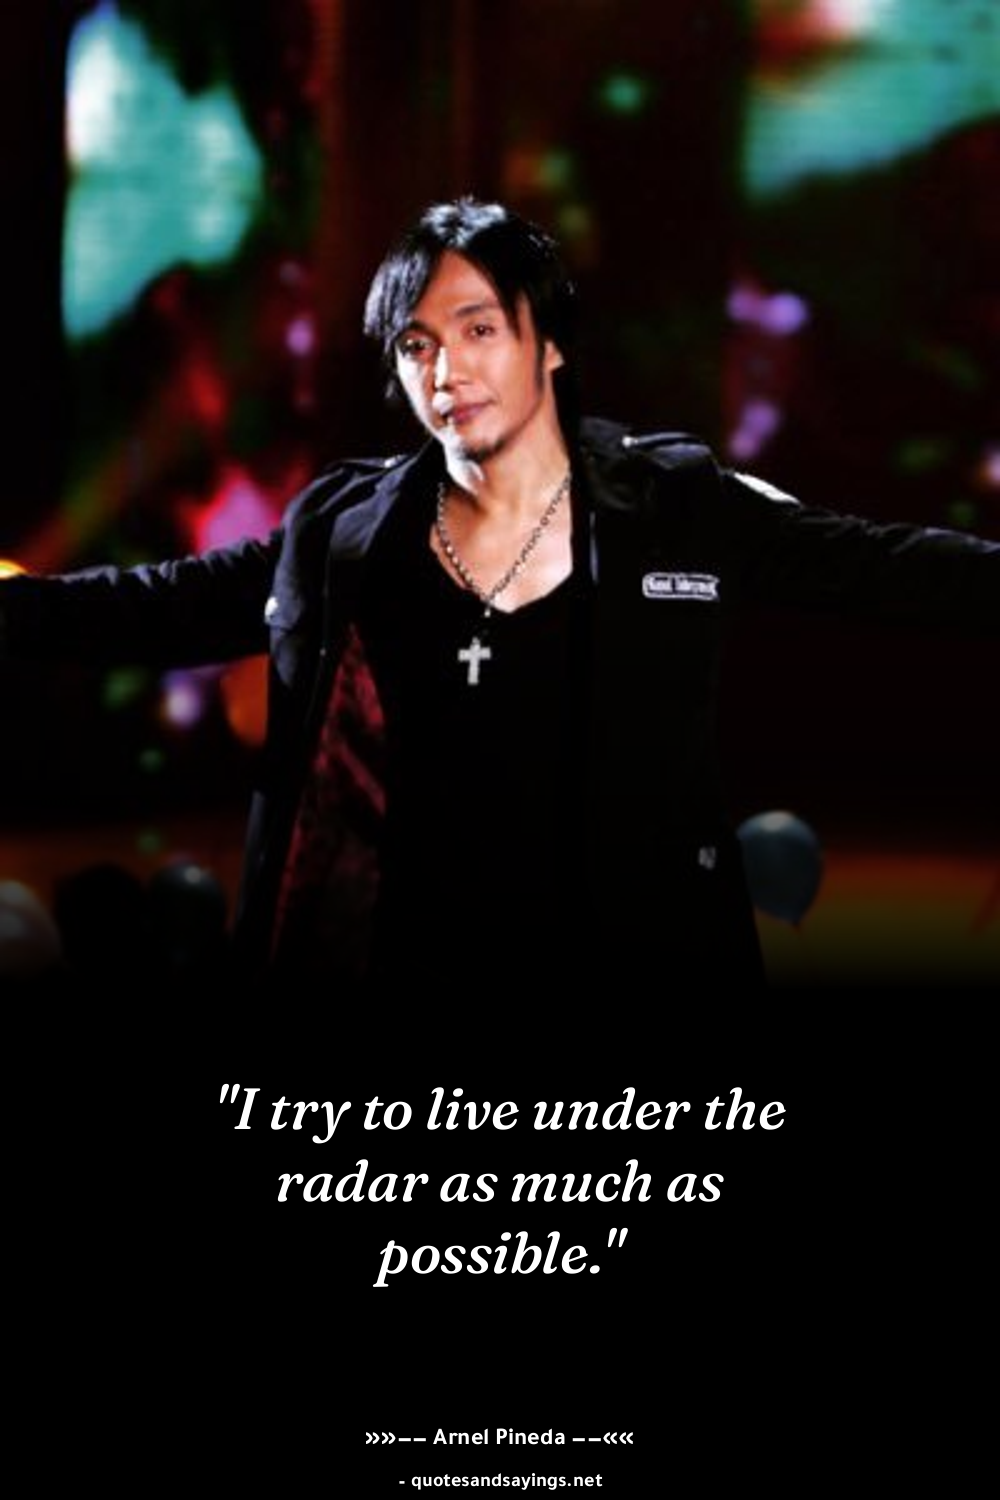 "I try to live under the
radar as much as
possible."
»»–– Arnel Pineda ––««
- quotesandsayings.net